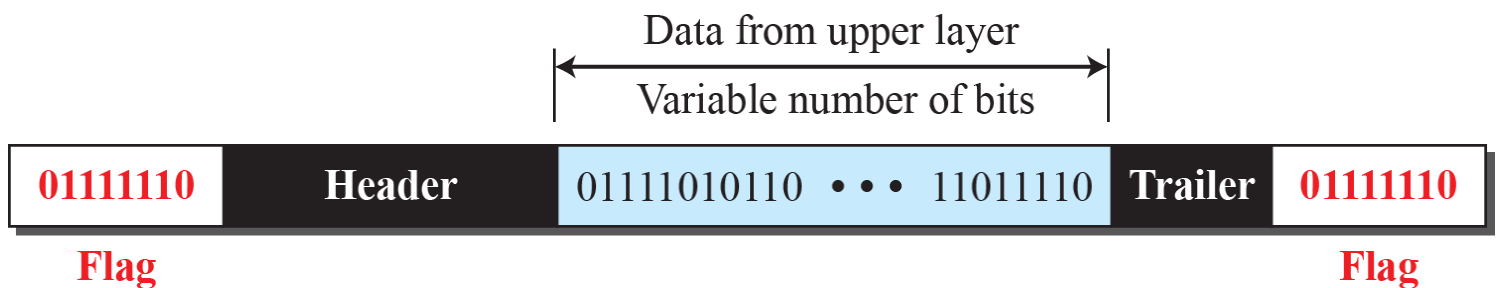 Data from upper layer
Variable number of bits
01111110 Header 01111010110 • • • 11011110 Trailer 01111110
Flag Flag